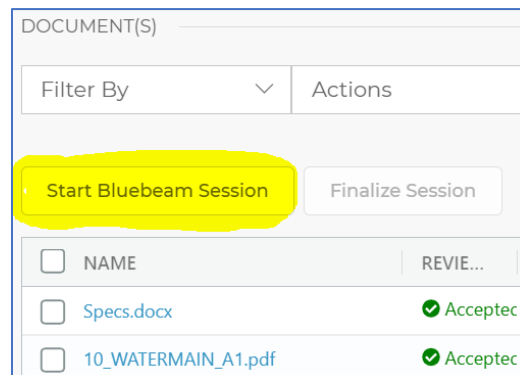 DOCUMENT(S)
Filter By Actions
Start Bluebeam Session Finalize Session
NAME REVIE...
Specs.docx Accepted
10_WATERMAIN_A1.pdf Accepted